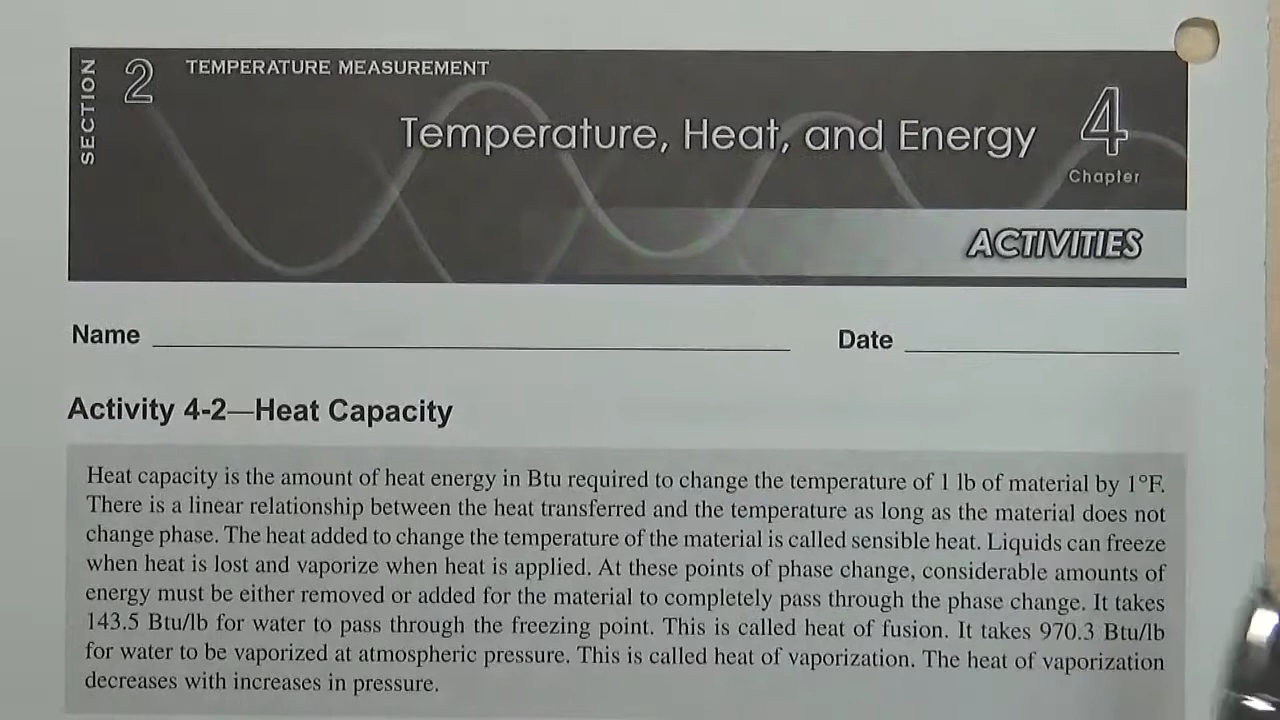 SECTION 2 TEMPERATURE MEASUREMENT
Temperature, Heat, and Energy 4
Chapter
ACTIVITIES
Name Date
Activity 4-2—Heat Capacity
Heat capacity is the amount of heat energy in Btu required to change the temperature of 1 lb of material by 1°F.
There is a linear relationship between the heat transferred and the temperature as long as the material does not
change phase. The heat added to change the temperature of the material is called sensible heat. Liquids can freeze
when heat is lost and vaporize when heat is applied. At these points of phase change, considerable amounts of
energy must be either removed or added for the material to completely pass through the phase change. It takes
143.5 Btu/lb for water to pass through the freezing point. This is called heat of fusion. It takes 970.3 Btu/lb
for water to be vaporized at atmospheric pressure. This is called heat of vaporization. The heat of vaporization
decreases with increases in pressure.